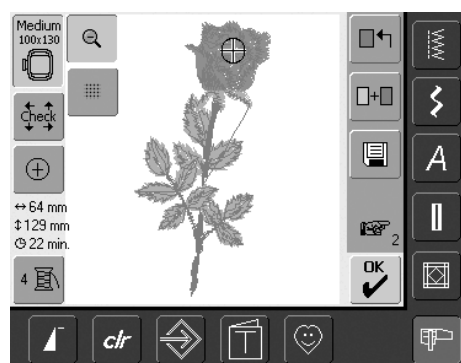 Medium
100x130
Check
↔ 64 mm
↕ 129 mm
22 min.
4
2
OK
A
clr
T